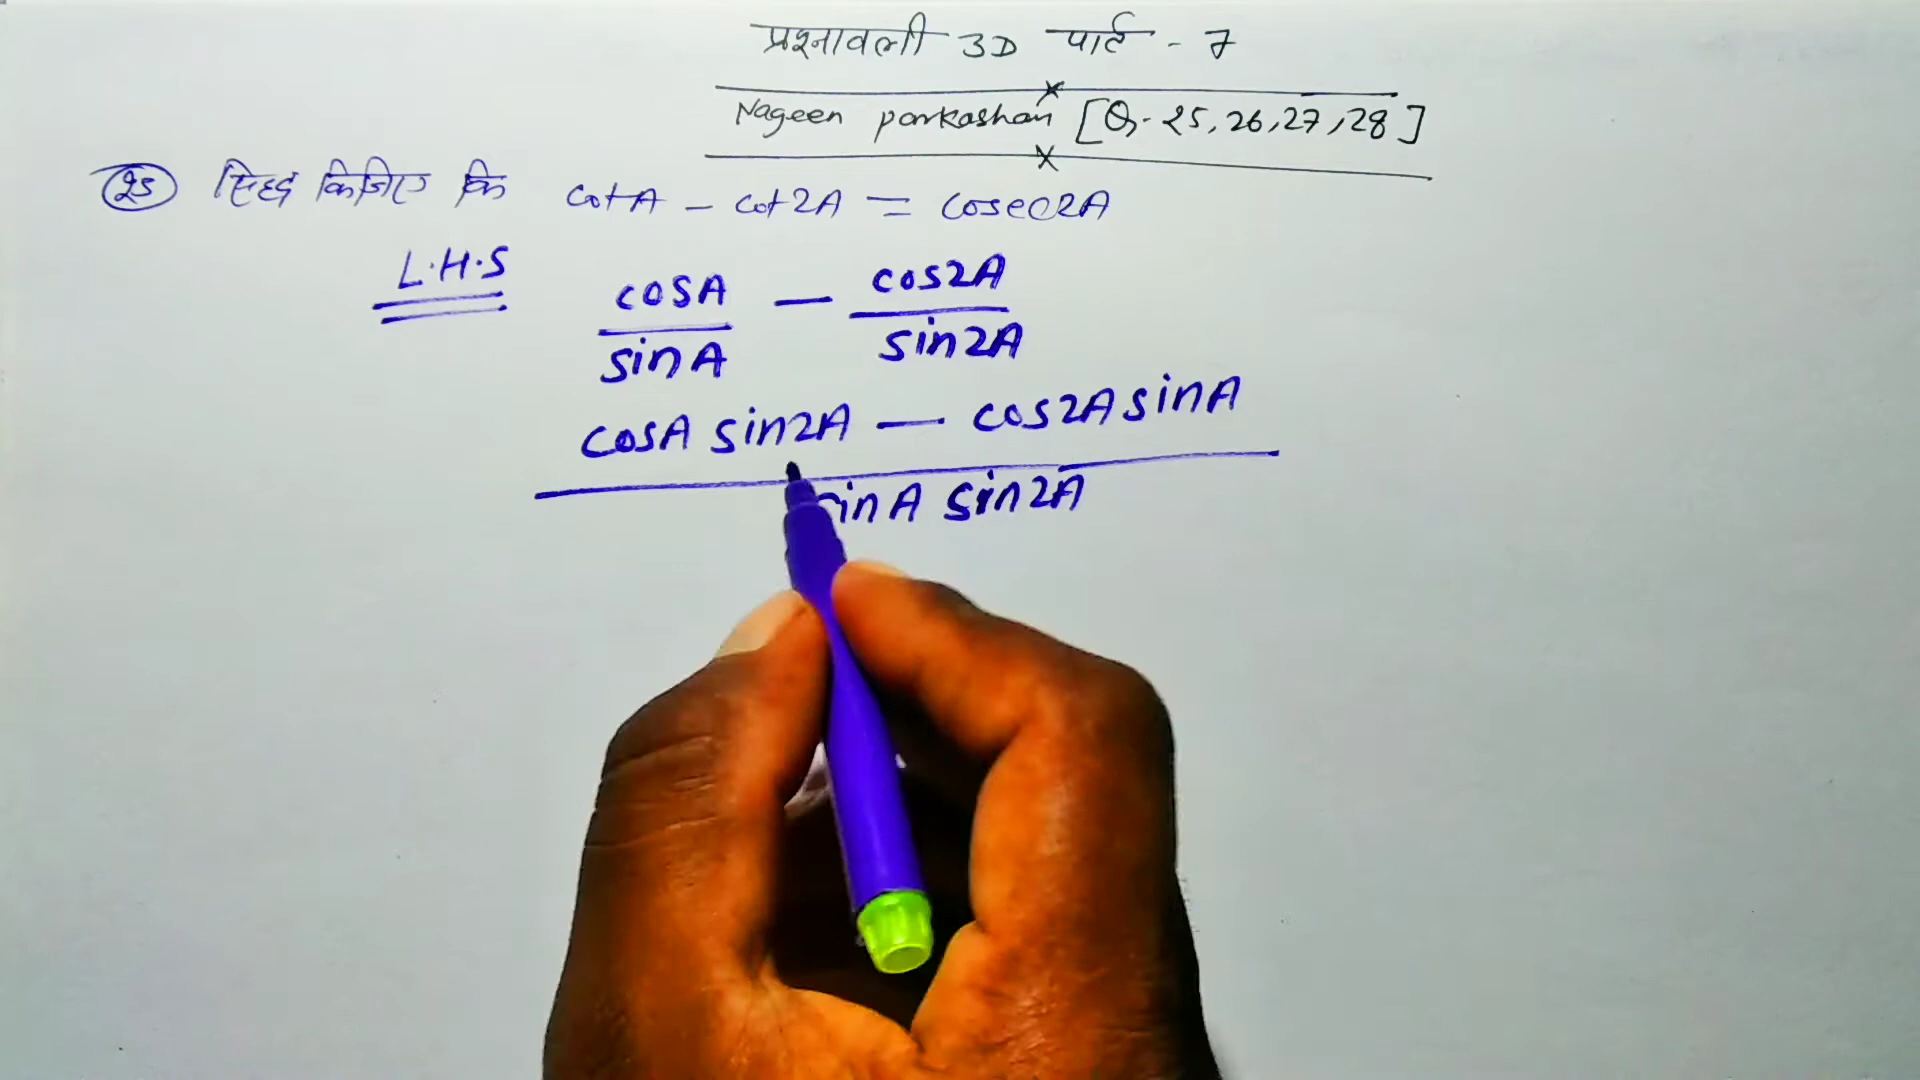 प्रश्नावली 3D पार्ट - 7
Nageen parkashan [Q.- 25, 26, 27, 28]
25 सिद्ध किजिए कि cotA - cot2A = cosec2A
L.H.S cosA/sinA - cos2A/sin2A
cosA sin2A - cos2A sinA
sinA sin2A